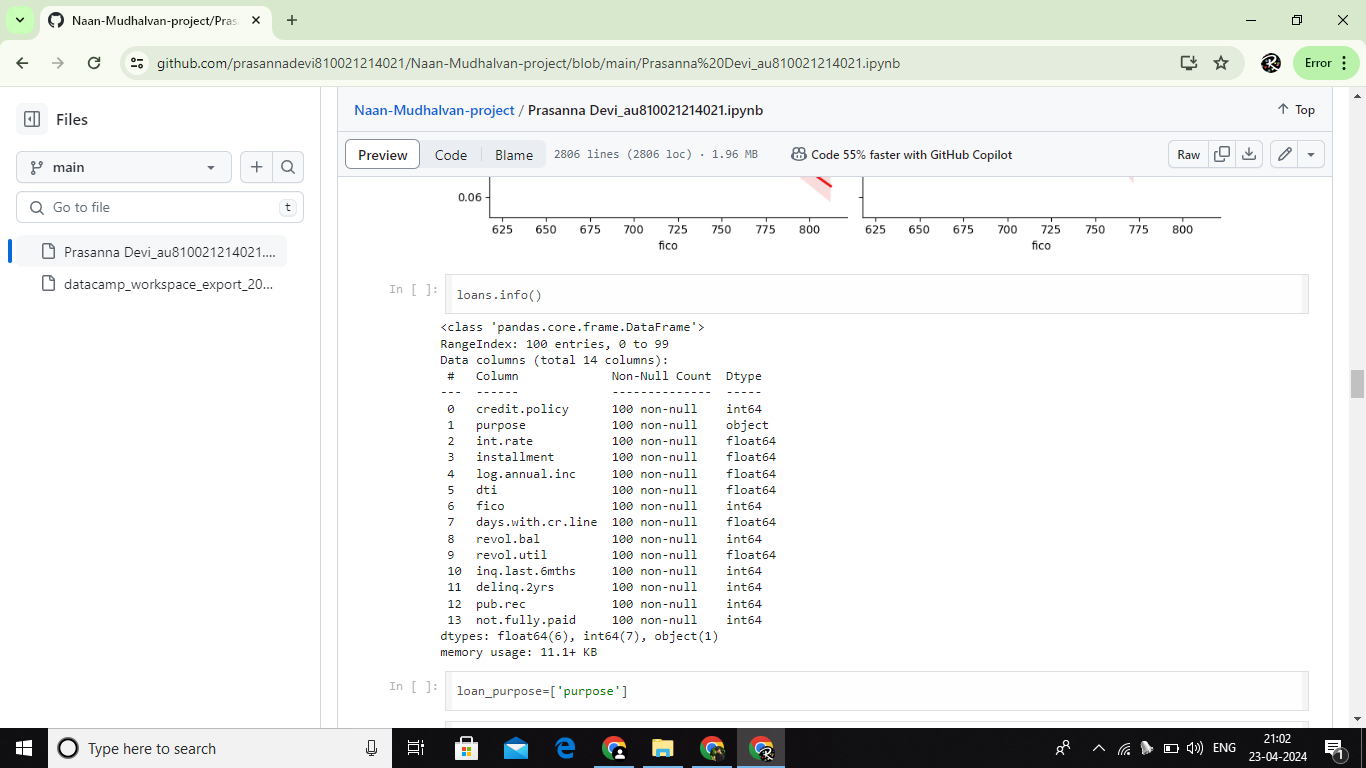 Naan-Mudhalvan-project/Pras
github.com/prasannadevi810021214021/Naan-Mudhalvan-project/blob/main/Prasanna%20Devi_au810021214021.ipynb
Error
Files
main
Go to file
t
Prasanna Devi_au810021214021....
datacamp_workspace_export_20...
Naan-Mudhalvan-project / Prasanna Devi_au810021214021.ipynb
Top
Preview Code Blame 2806 lines (2806 loc) · 1.96 MB Code 55% faster with GitHub Copilot Raw
0.06
625 650 675 700 725 750 775 800 625 650 675 700 725 750 775 800
fico fico
In [ ]: loans.info()
<class 'pandas.core.frame.DataFrame'>
RangeIndex: 100 entries, 0 to 99
Data columns (total 14 columns):
# Column Non-Null Count Dtype
--- ------ -------------- -----
0 credit.policy 100 non-null int64
1 purpose 100 non-null object
2 int.rate 100 non-null float64
3 installment 100 non-null float64
4 log.annual.inc 100 non-null float64
5 dti 100 non-null float64
6 fico 100 non-null int64
7 days.with.cr.line 100 non-null float64
8 revol.bal 100 non-null int64
9 revol.util 100 non-null float64
10 inq.last.6mths 100 non-null int64
11 delinq.2yrs 100 non-null int64
12 pub.rec 100 non-null int64
13 not.fully.paid 100 non-null int64
dtypes: float64(6), int64(7), object(1)
memory usage: 11.1+ KB
In [ ]: loan_purpose=['purpose']
Type here to search
ENG
21:02
23-04-2024
1